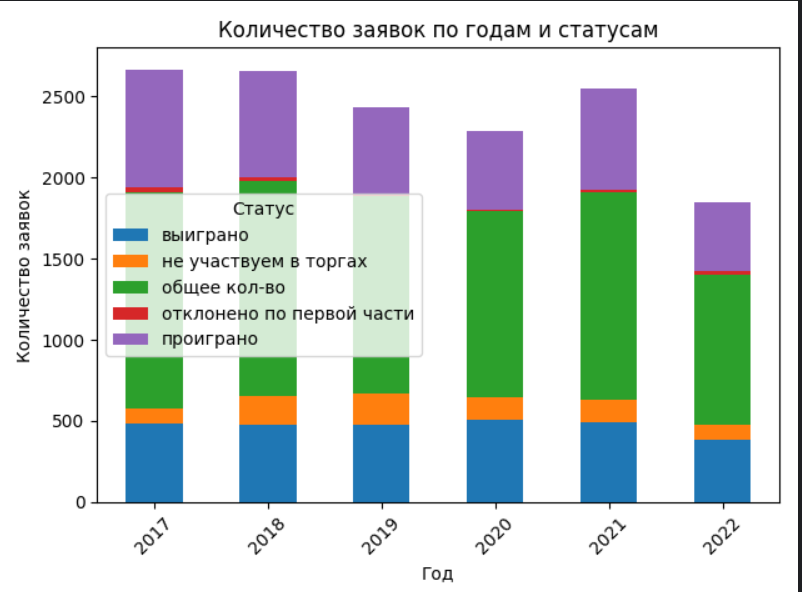 Количество заявок по годам и статусам
Количество заявок
2500
2000
1500
1000
500
0
Статус
выиграно
не участвуем в торгах
общее кол-во
отклонено по первой части
проиграно
2017
2018
2019
2020
2021
2022
Год